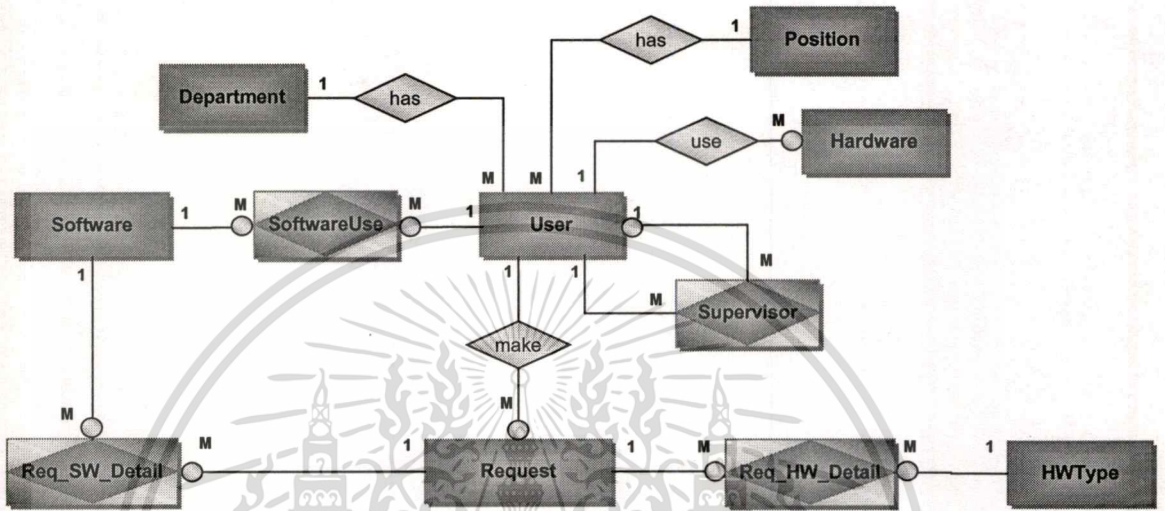 has
1
Position
Department
1
has
M
use
Hardware
M
M
1
Software
1
M
SoftwareUse
M
1
User
1
1
1
1
M
M
Supervisor
make
M
M
M
1
1
M
M
1
Req_SW_Detail
Request
Req_HW_Detail
HWType